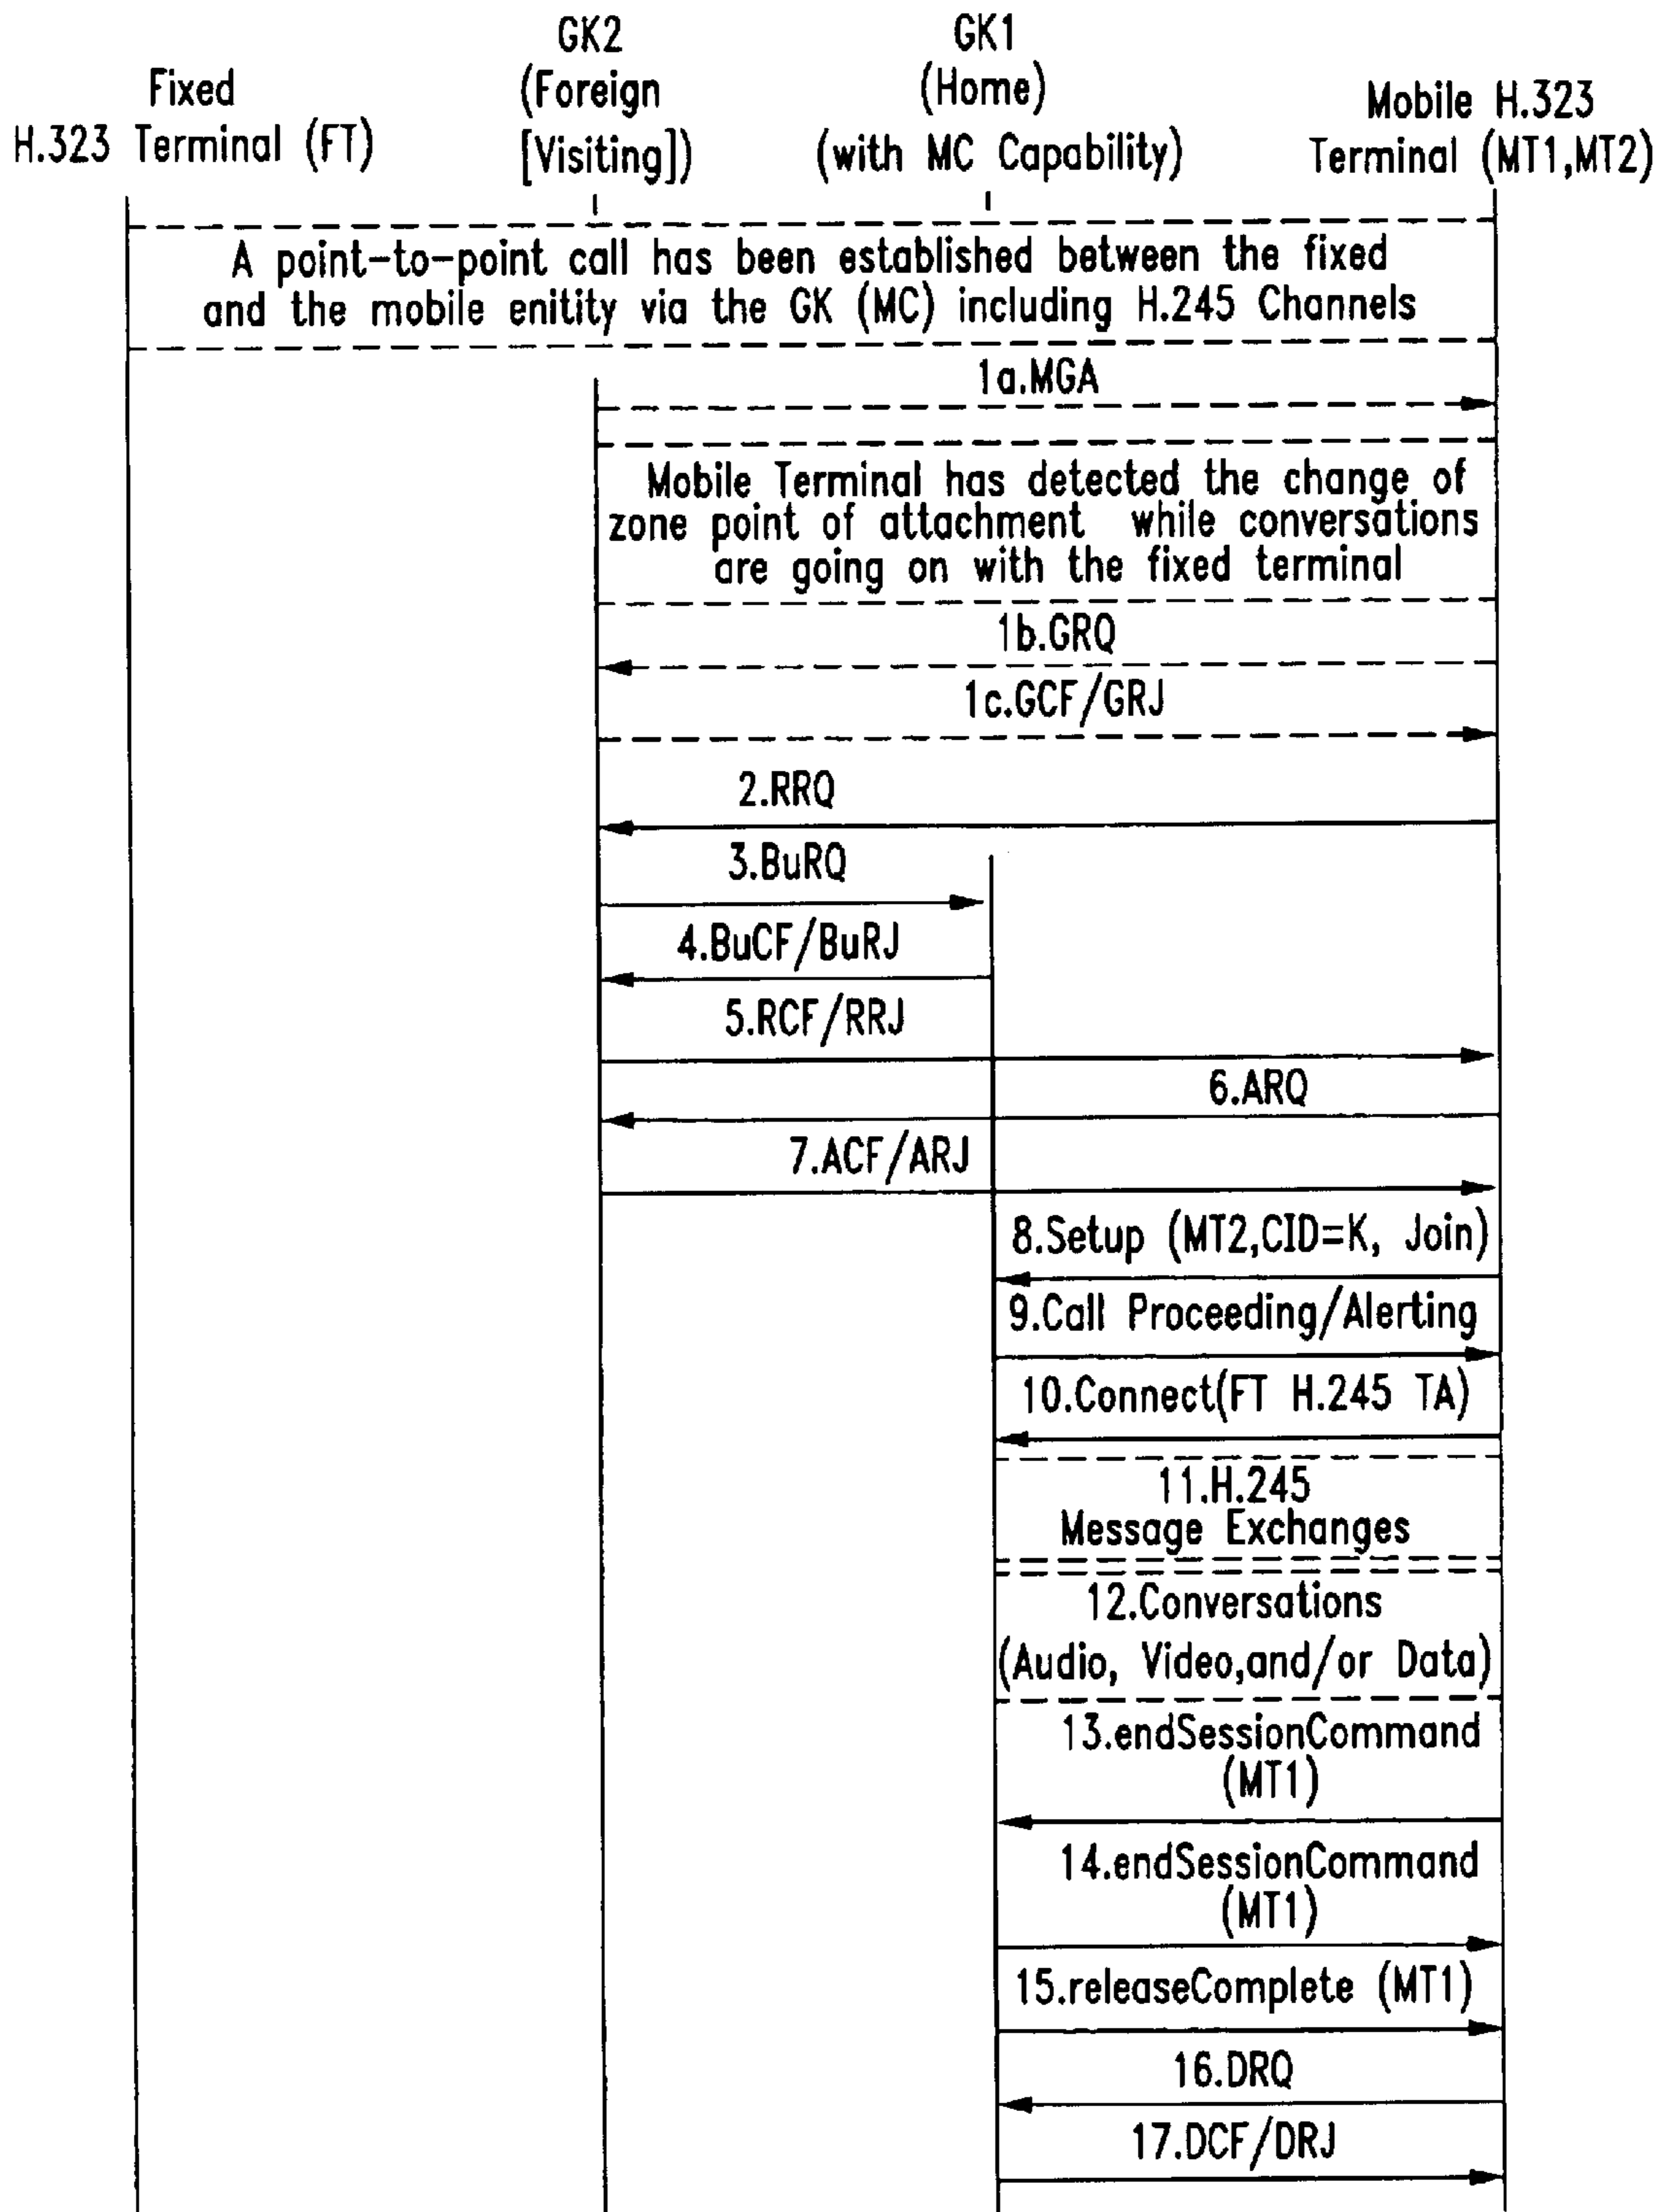 Fixed
H.323 Terminal (FT)
GK2
(Foreign
[Visiting])
GK1
(Home)
(with MC Capability)
Mobile H.323
Terminal (MT1,MT2)
A point-to-point call has been established between the fixed
and the mobile enitity via the GK (MC) including H.245 Channels
1a.MGA
Mobile Terminal has detected the change of
zone point of attachment while conversations
are going on with the fixed terminal
1b.GRQ
1c.GCF/GRJ
2.RRQ
3.BuRQ
4.BuCF/BuRJ
5.RCF/RRJ
6.ARQ
7.ACF/ARJ
8.Setup (MT2,CID=K, Join)
9.Call Proceeding/Alerting
10.Connect(FT H.245 TA)
11.H.245
Message Exchanges
12.Conversations
(Audio, Video,and/or Data)
13.endSessionCommand
(MT1)
14.endSessionCommand
(MT1)
15.releaseComplete (MT1)
16.DRQ
17.DCF/DRJ